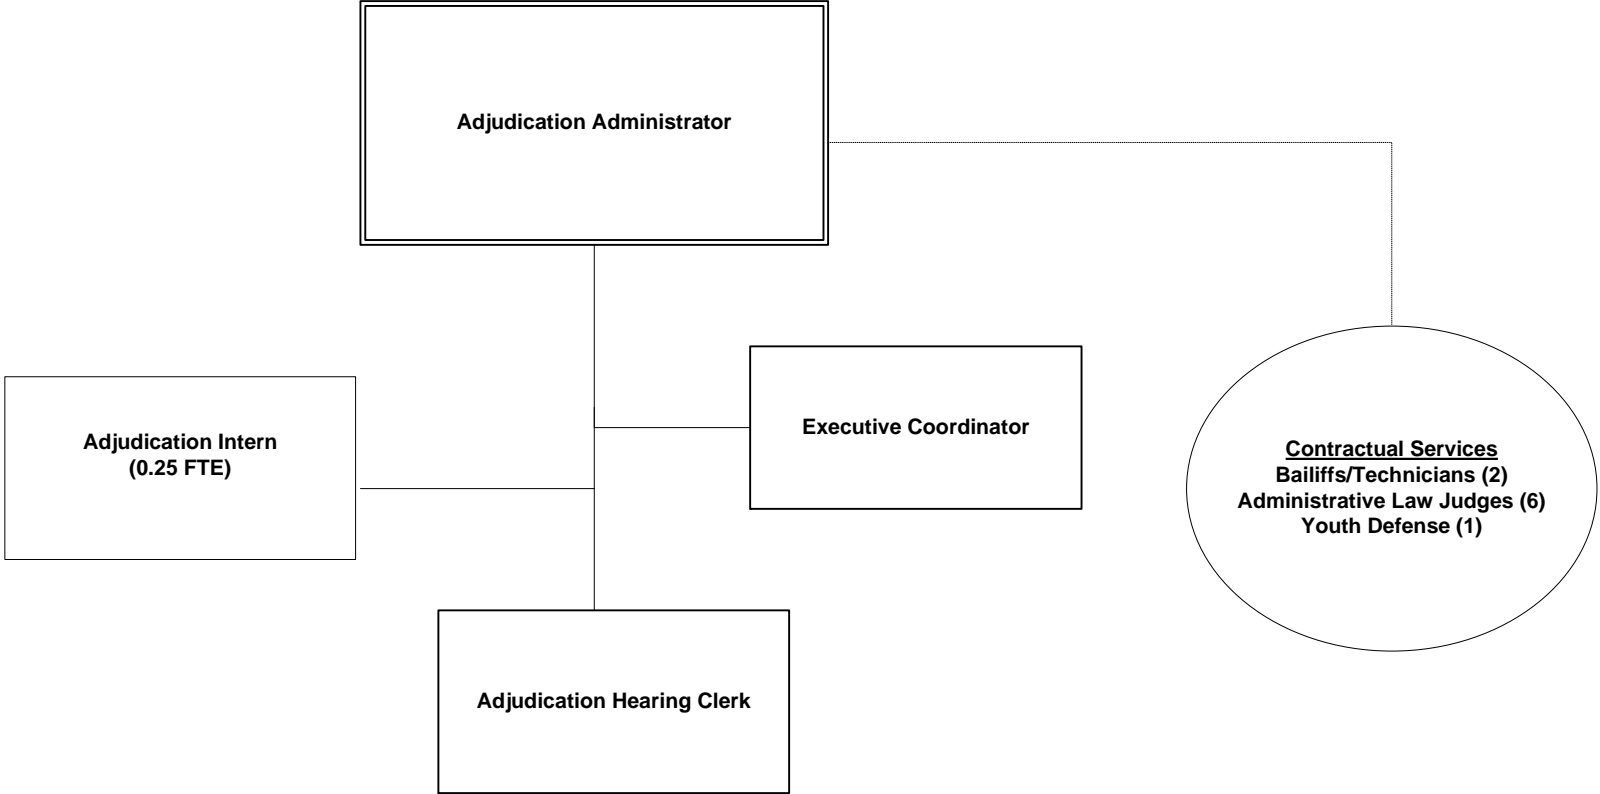 Adjudication Administrator
Executive Coordinator
Adjudication Intern
(0.25 FTE)
Contractual Services
Bailiffs/Technicians (2)
Administrative Law Judges (6)
Youth Defense (1)
Adjudication Hearing Clerk